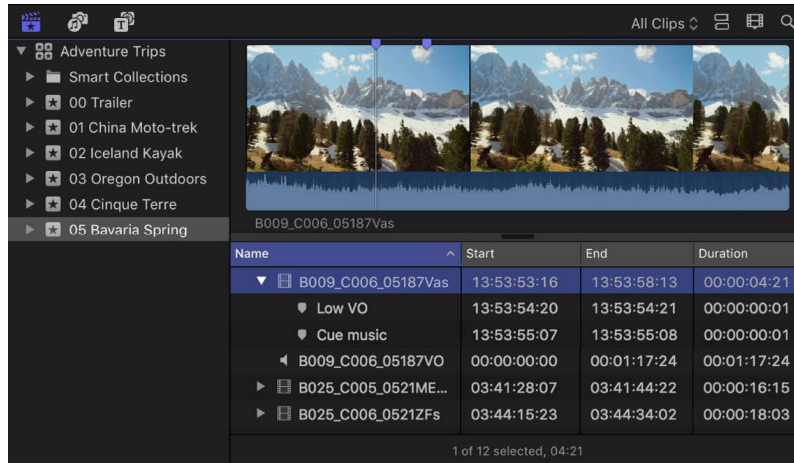 All Clips
Adventure Trips
Smart Collections
00 Trailer
01 China Moto-trek
02 Iceland Kayak
03 Oregon Outdoors
04 Cinque Terre
05 Bavaria Spring
B009_C006_05187Vas
Name Start End Duration
B009_C006_05187Vas 13:53:53:16 13:53:58:13 00:00:04:21
Low VO 13:53:54:20 13:53:54:21 00:00:00:01
Cue music 13:53:55:07 13:53:55:08 00:00:00:01
B009_C006_05187VO 00:00:00:00 00:01:17:24 00:01:17:24
B025_C005_0521ME... 03:41:28:07 03:41:44:22 00:00:16:15
B025_C006_0521ZFs 03:44:15:23 03:44:34:02 00:00:18:03
1 of 12 selected, 04:21